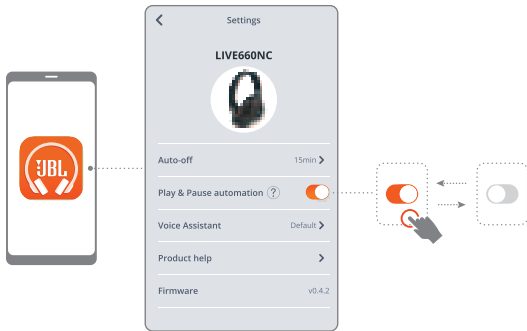 Settings
LIVE660NC
JBL
Auto-off 15min
Play & Pause automation ?
Voice Assistant Default
Product help
Firmware v0.4.2